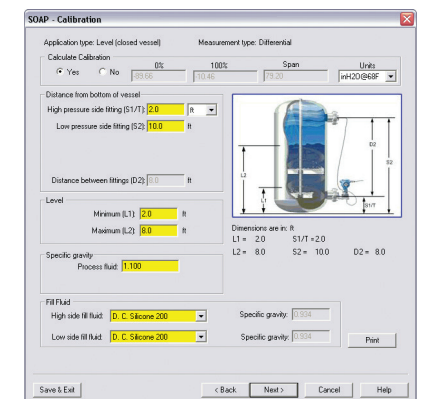 SOAP - Calibration
Application type: Level (closed vessel) Measurement type: Differential
Calculate Calibration
0% 100% Span Units
Yes No -89.66 -10.46 79.20 inH2O@68F
Distance from bottom of vessel
High pressure side fitting (S1/T): 2.0 ft
Low pressure side fitting (S2): 10.0 ft
Distance between fittings (D2): 8.0 ft
D2
S2
L2
L1
S1/T
Level
Minimum (L1): 2.0 ft
Maximum (L2): 8.0 ft
Dimensions are in: ft
L1 = 2.0 S1/T = 2.0
L2 = 8.0 S2 = 10.0 D2 = 8.0
Specific gravity
Process fluid: 1.100
Fill Fluid
High side fill fluid: D. C. Silicone 200 Specific gravity: 0.934
Low side fill fluid: D. C. Silicone 200 Specific gravity: 0.934
Print
Save & Exit < Back Next > Cancel Help